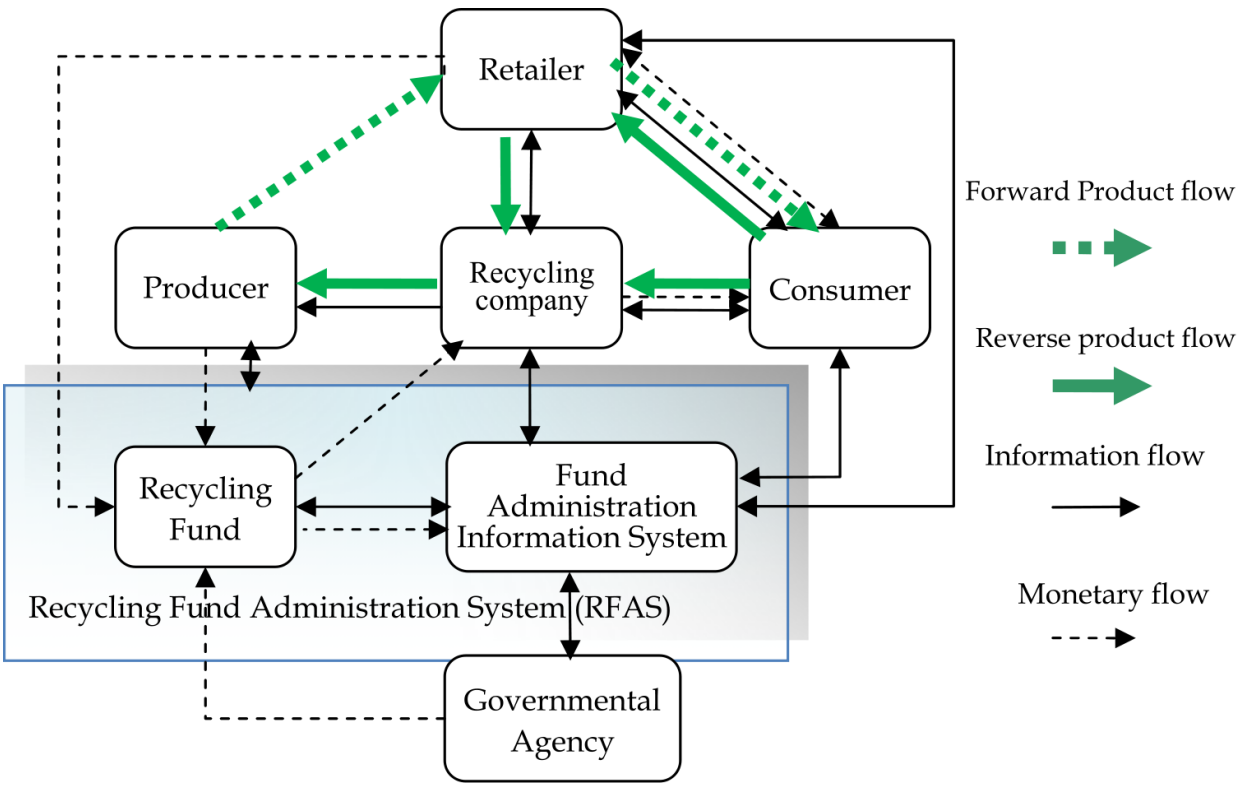 Retailer
Forward Product flow
Producer
Recycling
company
Consumer
Reverse product flow
Information flow
Recycling
Fund
Fund
Administration
Information System
Monetary flow
Recycling Fund Administration System (RFAS)
Governmental
Agency